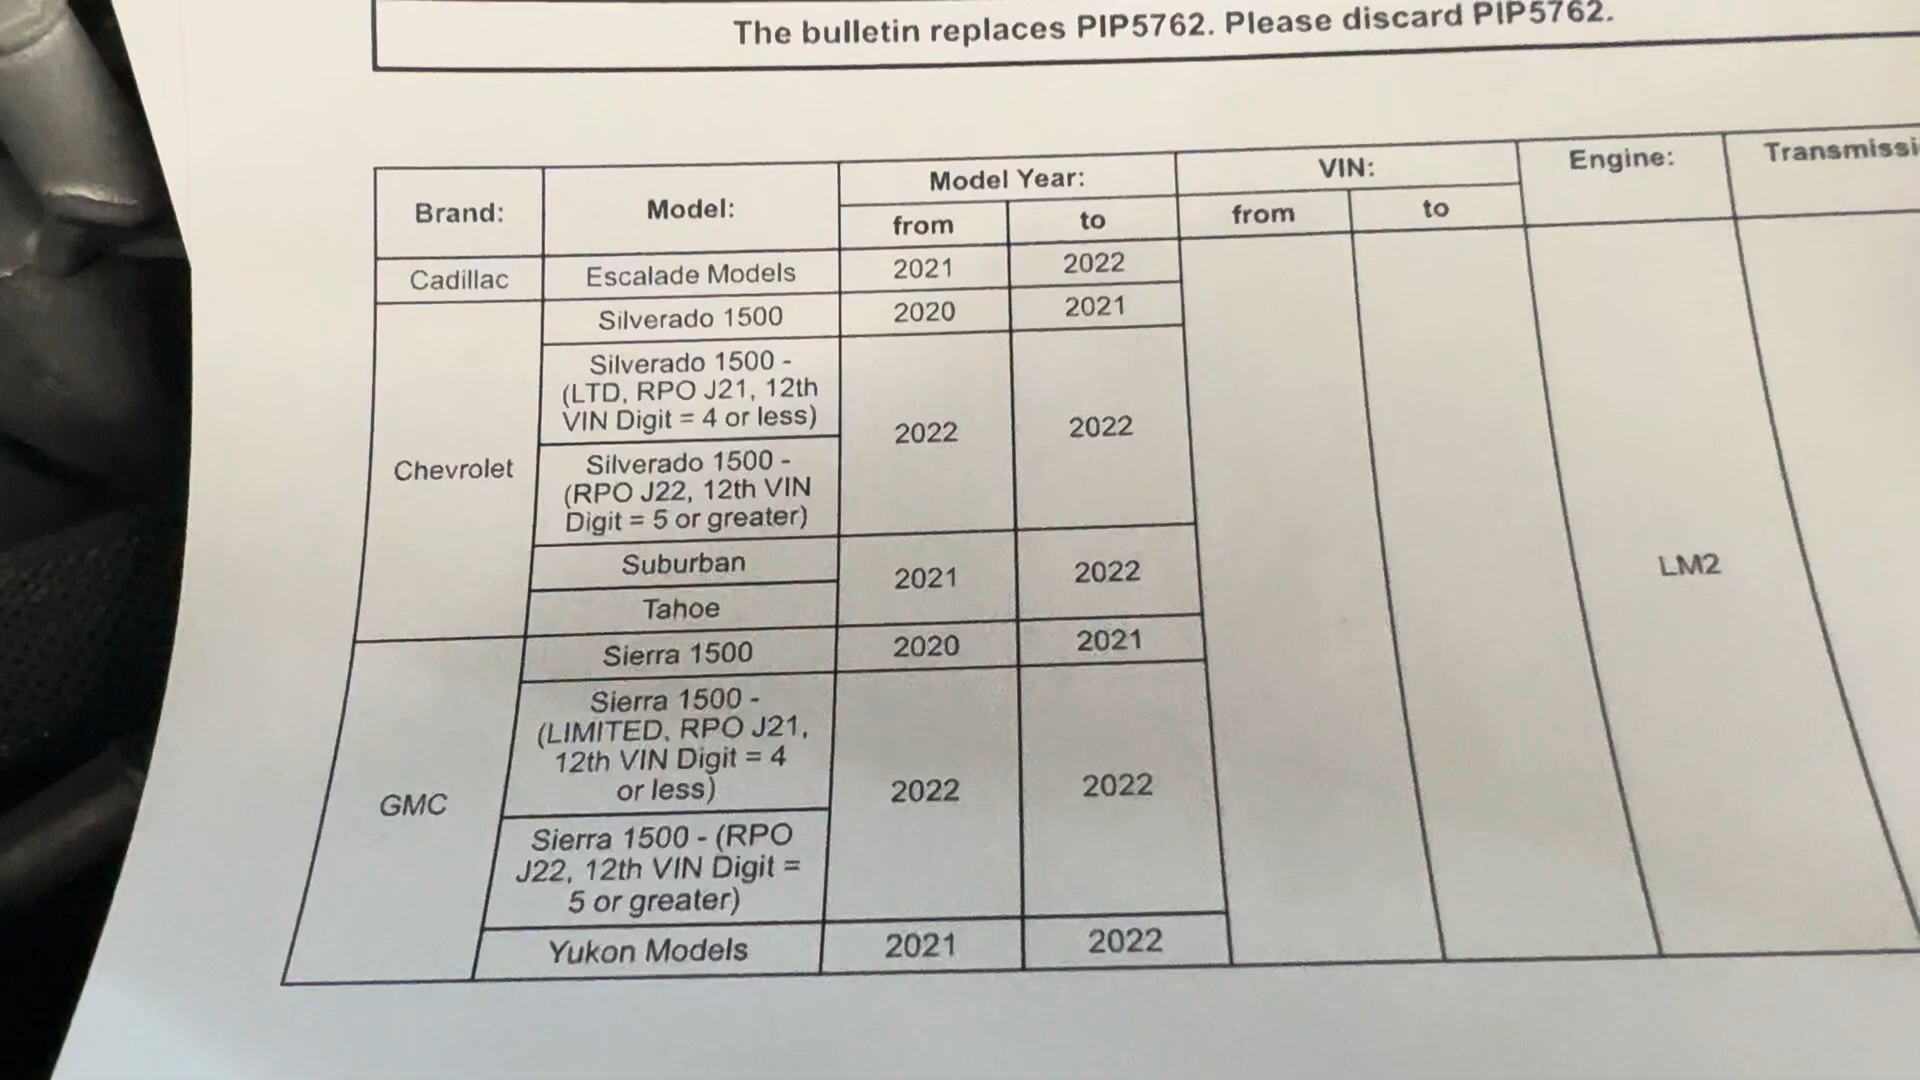 The bulletin replaces PIP5762. Please discard PIP5762.
Brand: Model: Model Year: VIN: Engine:
from to from to
Cadillac Escalade Models 2021 2022
Chevrolet
Silverado 1500 2020 2021
Silverado 1500 -
(LTD, RPO J21, 12th
VIN Digit = 4 or less)
2022 2022
Silverado 1500 -
(RPO J22, 12th VIN
Digit = 5 or greater)
Suburban
2021 2022
Tahoe
LM2
GMC
Sierra 1500 2020 2021
Sierra 1500 -
(LIMITED, RPO J21,
12th VIN Digit = 4
or less)
2022 2022
Sierra 1500 - (RPO
J22, 12th VIN Digit =
5 or greater)
Yukon Models 2021 2022